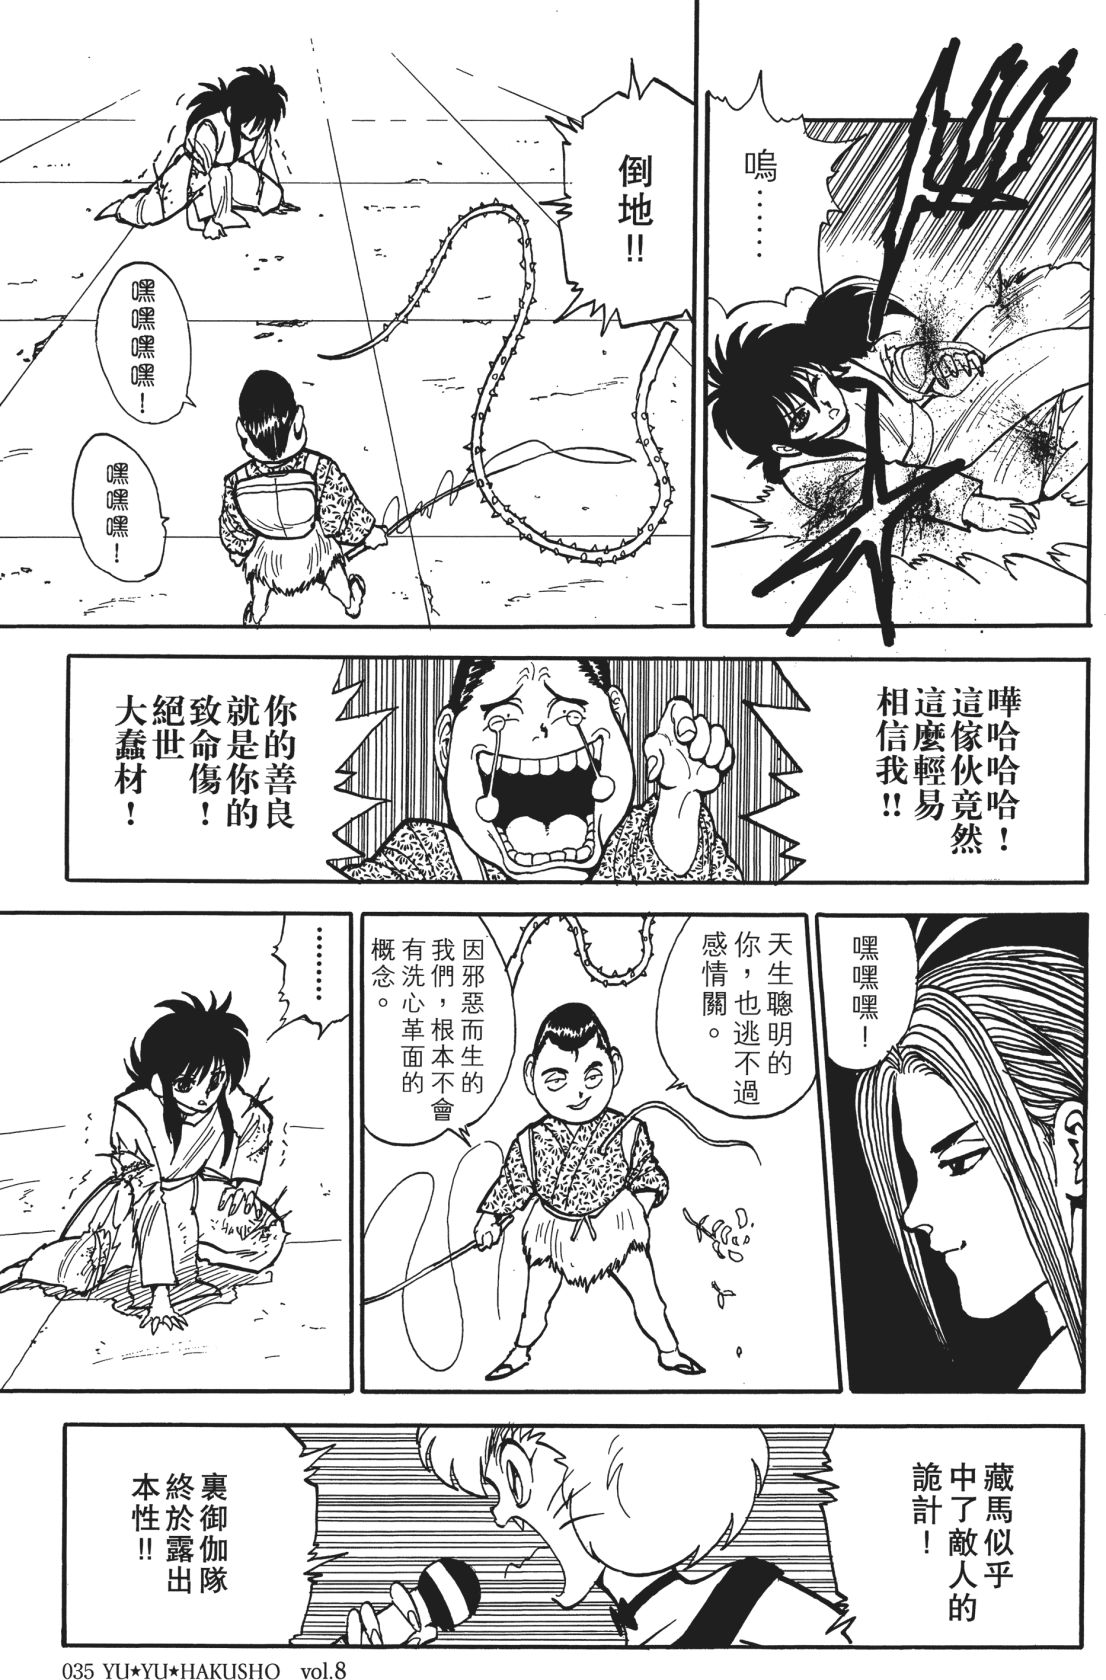 嗚……
倒地!!
嘿嘿嘿嘿！
嘿嘿嘿！
嘩哈哈哈！
這傢伙竟然
這麼輕易
相信我!!
你的善良
就是你的
致命傷！
絕世
大蠢材！
嘿嘿嘿！
天生聰明的
你，也逃不過
感情關。
因邪惡而生的
我們，根本不會
有洗心革面的
概念。
……
藏馬似乎
中了敵人的
詭計！
裏御伽隊
終於露出
本性!!
035 YU★YU★HAKUSHO vol.8